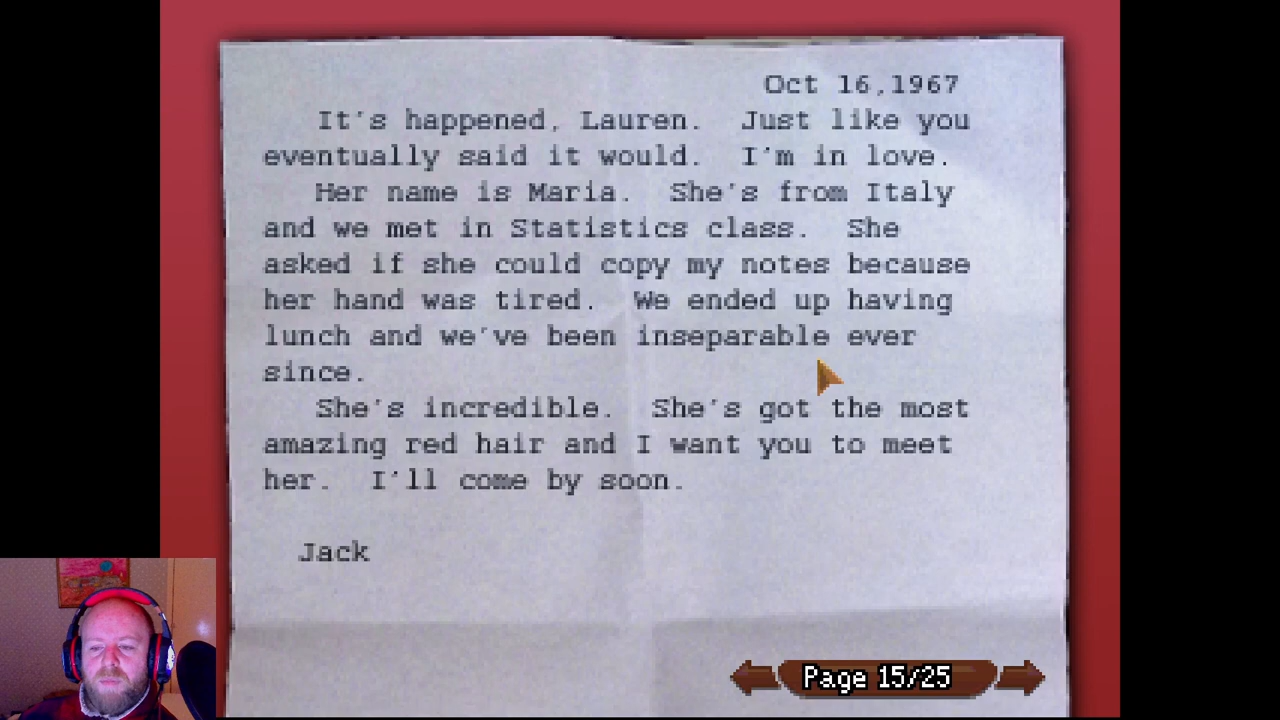 Oct 16,1967
It's happened, Lauren. Just like you
eventually said it would. I'm in love.
Her name is Maria. She's from Italy
and we met in Statistics class. She
asked if she could copy my notes because
her hand was tired. We ended up having
lunch and we've been inseparable ever
since.
She's incredible. She's got the most
amazing red hair and I want you to meet
her. I'll come by soon.
Jack
Page 15/25